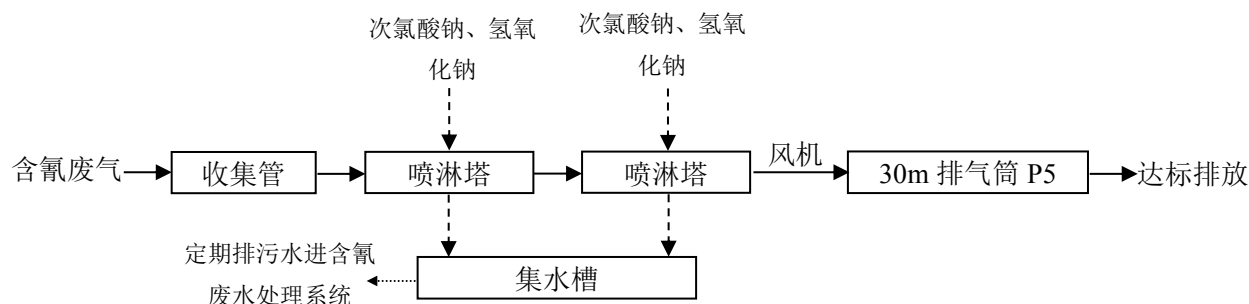 次氯酸钠、氢氧
化钠
次氯酸钠、氢氧
化钠
含氰废气
收集管
喷淋塔
喷淋塔
风机
30m 排气筒 P5
达标排放
定期排污水进含氰
废水处理系统
集水槽